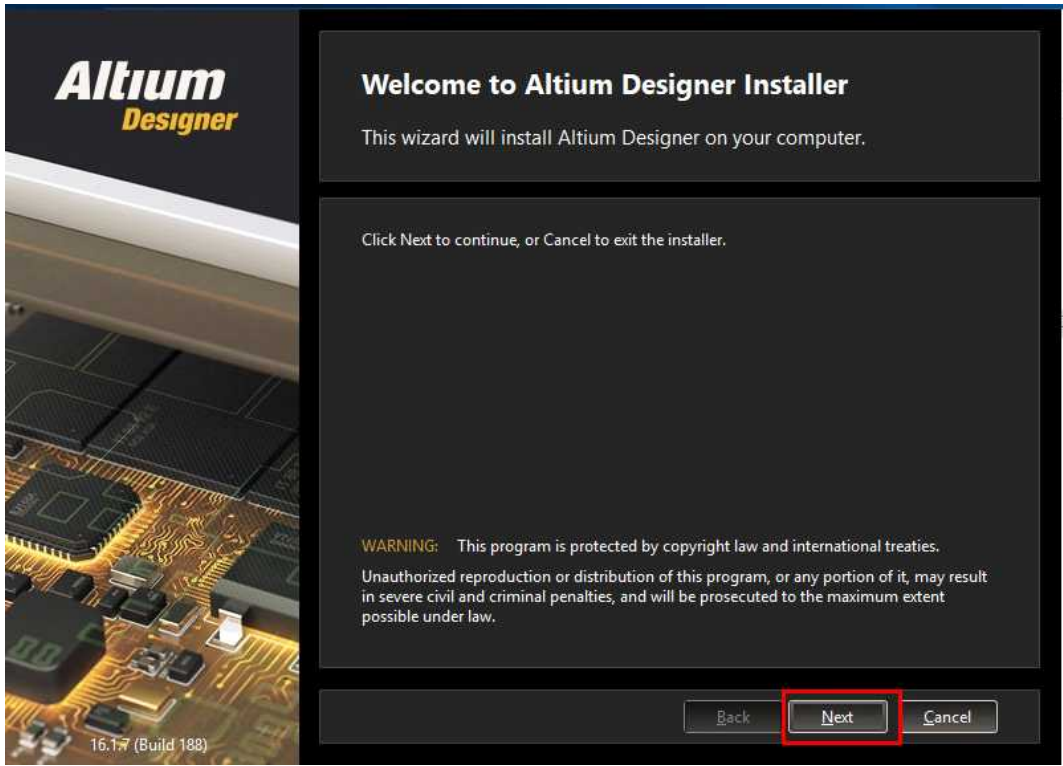 Altium
Designer
Welcome to Altium Designer Installer
This wizard will install Altium Designer on your computer.
Click Next to continue, or Cancel to exit the installer.
WARNING: This program is protected by copyright law and international treaties.
Unauthorized reproduction or distribution of this program, or any portion of it, may result
in severe civil and criminal penalties, and will be prosecuted to the maximum extent
possible under law.
Back Next Cancel
16.1.7 (Build 188)